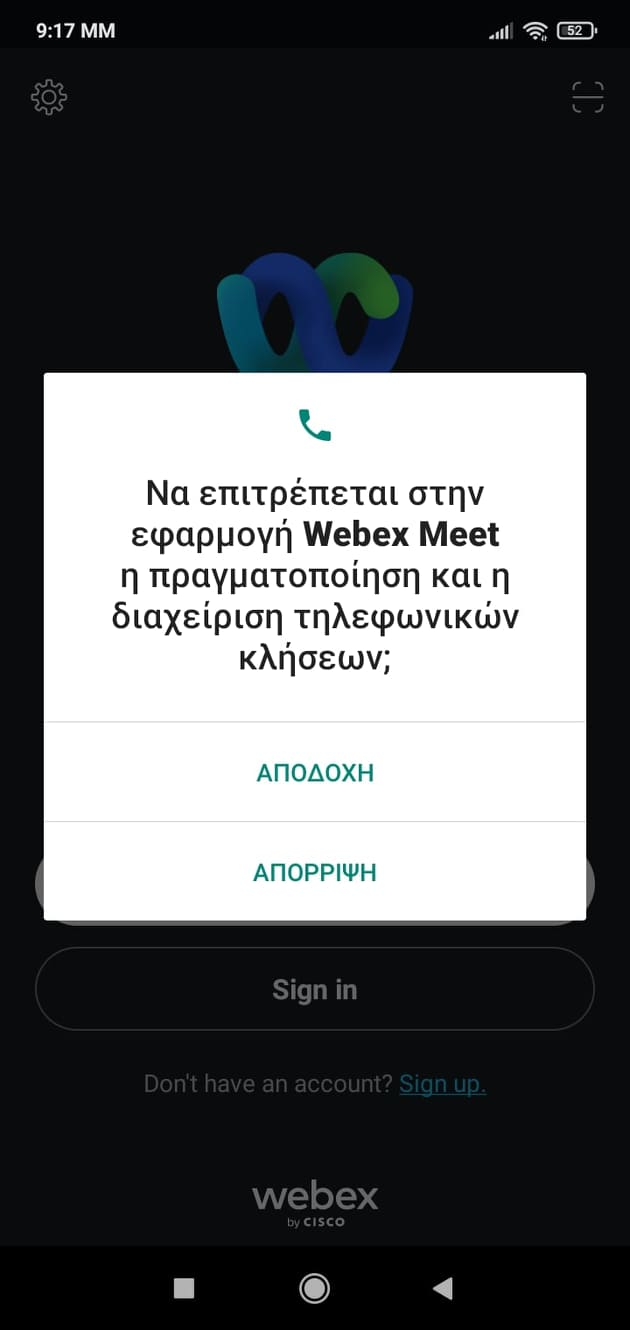 9:17 ΜΜ
52
Να επιτρέπεται στην
εφαρμογή Webex Meet
η πραγματοποίηση και η
διαχείριση τηλεφωνικών
κλήσεων;
ΑΠΟΔΟΧΗ
ΑΠΟΡΡΙΨΗ
Sign in
Don't have an account? Sign up.
webex
by CISCO